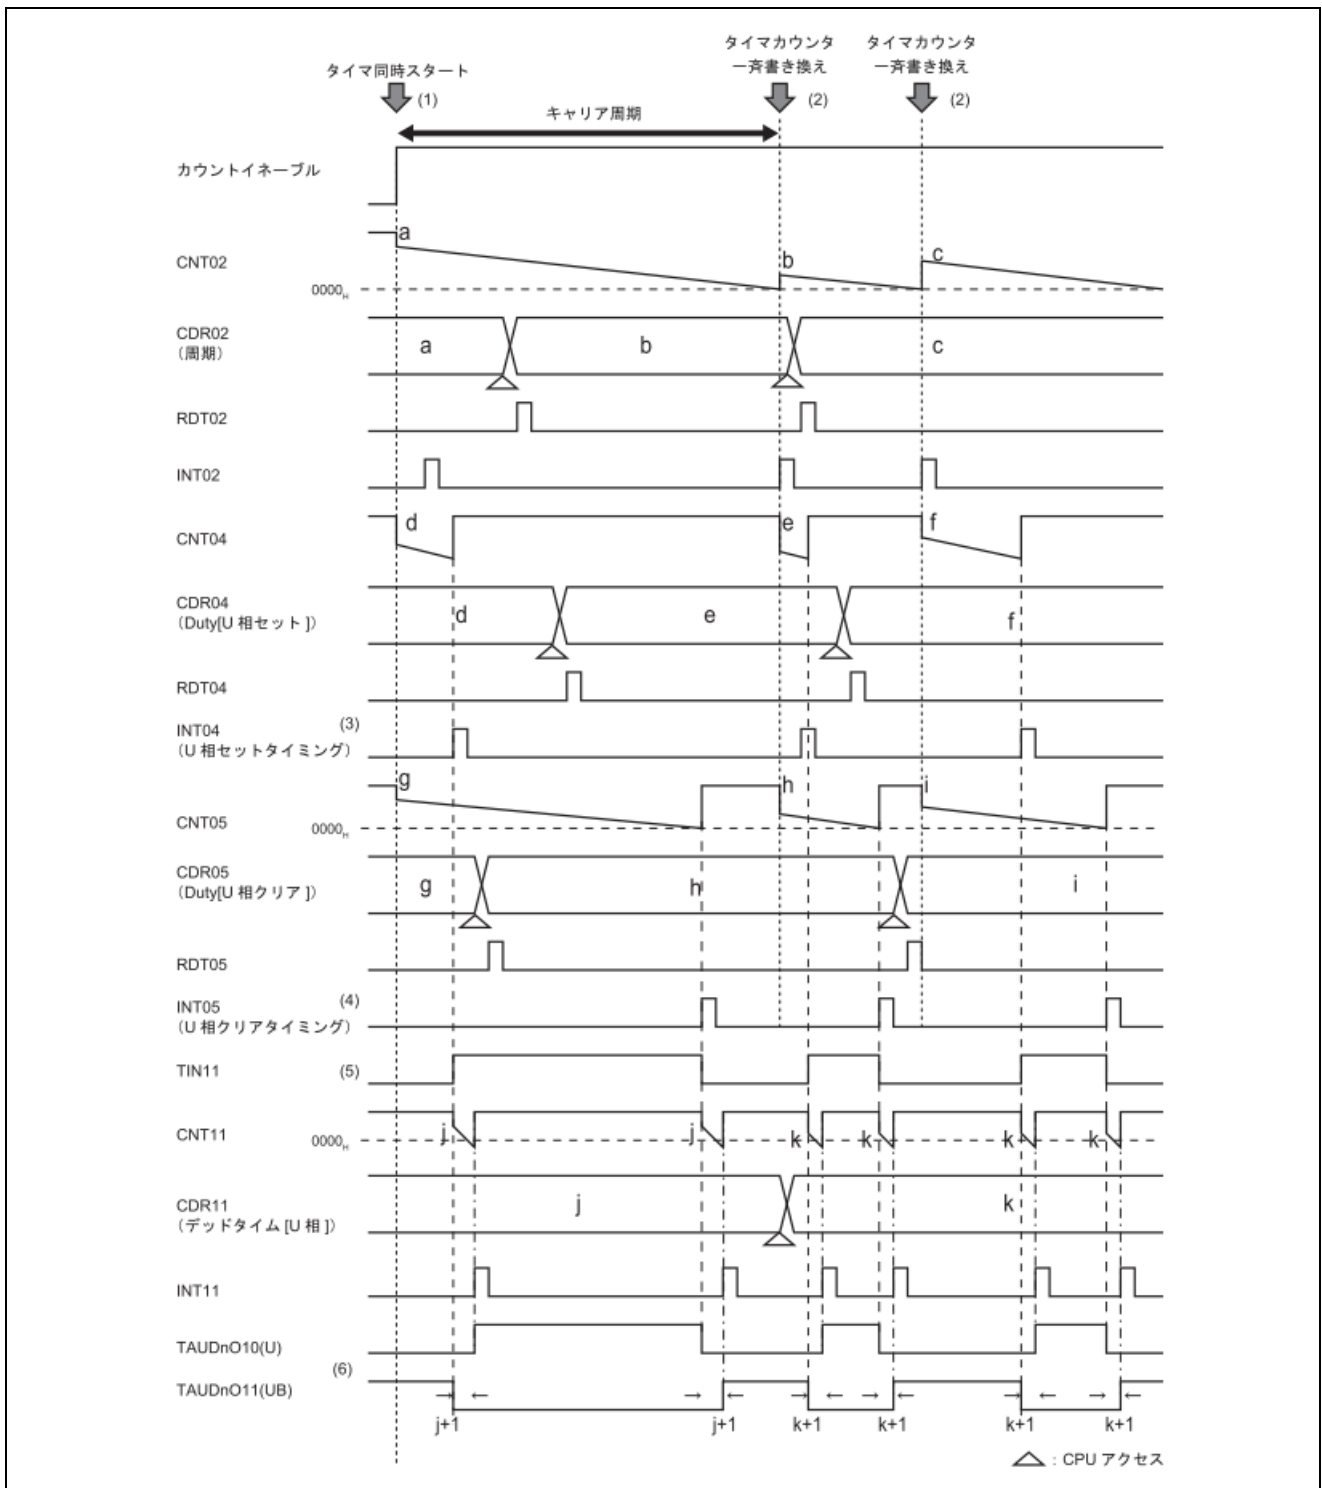 タイマカウンタ タイマカウンタ
タイマ同時スタート 一斉書き換え 一斉書き換え
(1) (2) (2)
キャリア周期
カウントイネーブル
a
b c
CNT02
0000H
CDR02
（周期）
a b c
RDT02
INT02
d e f
CNT04
CDR04
（Duty[U 相セット ]）
d e f
RDT04
INT04 (3)
（U 相セットタイミング）
g h i
CNT05 0000H
CDR05
（Duty[U 相クリア ]）
g h i
RDT05
INT05 (4)
（U 相クリアタイミング）
TIN11 (5)
CNT11 0000H j j k k k k
CDR11
（デッドタイム [U 相 ]）
j k
INT11
TAUDnO10(U)
(6)
TAUDnO11(UB) → ← → ← → ← → ← → ← → ←
j+1 j+1 k+1 k+1 k+1 k+1
△ : CPU アクセス